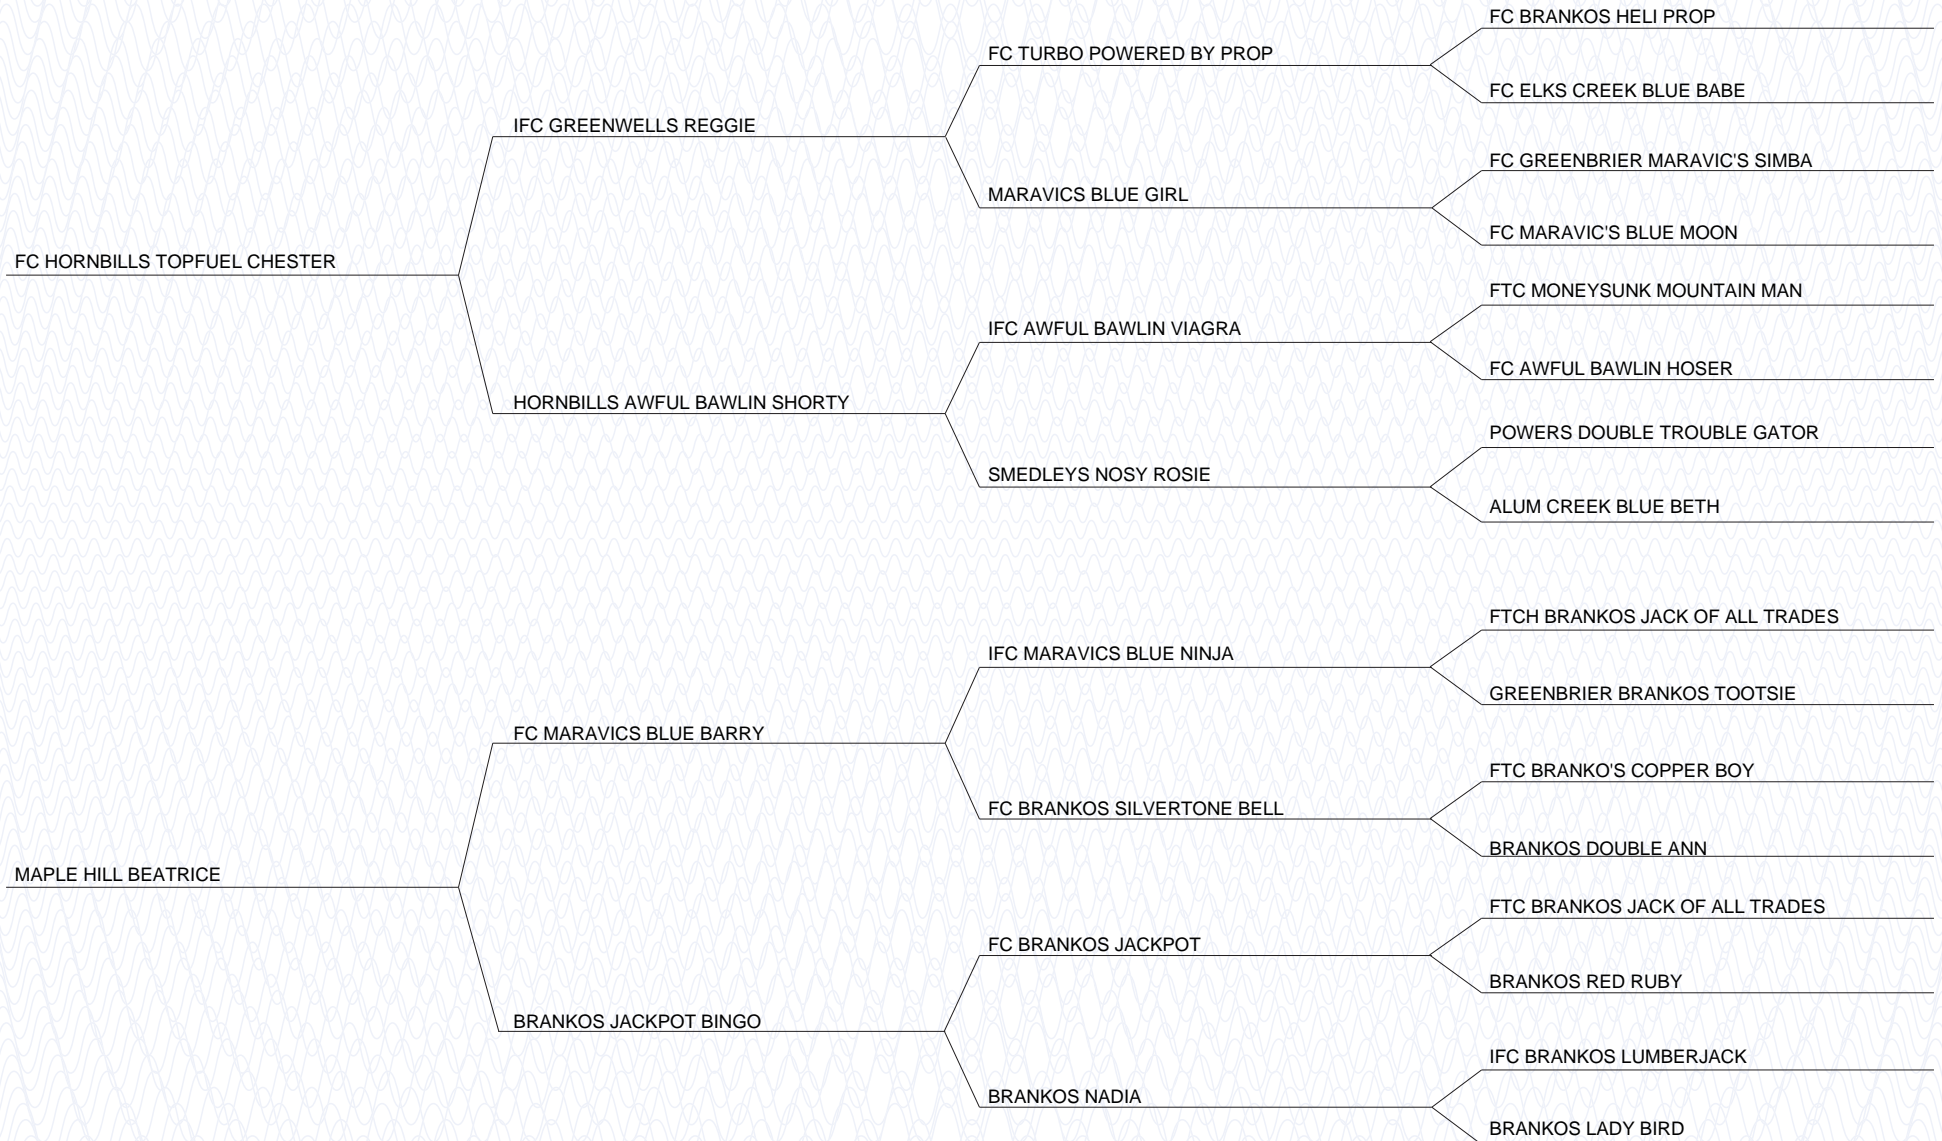 FC BRANKOS HELI PROP
FC TURBO POWERED BY PROP
FC ELKS CREEK BLUE BABE
IFC GREENWELLS REGGIE
FC GREENBRIER MARAVIC'S SIMBA
MARAVICS BLUE GIRL
FC MARAVIC'S BLUE MOON
FC HORNBILLS TOPFUEL CHESTER
FTC MONEYSUNK MOUNTAIN MAN
IFC AWFUL BAWLIN VIAGRA
FC AWFUL BAWLIN HOSER
HORNBILLS AWFUL BAWLIN SHORTY
POWERS DOUBLE TROUBLE GATOR
SMEDLEYS NOSY ROSIE
ALUM CREEK BLUE BETH
FTCH BRANKOS JACK OF ALL TRADES
IFC MARAVICS BLUE NINJA
GREENBRIER BRANKOS TOOTSIE
FC MARAVICS BLUE BARRY
FTC BRANKO'S COPPER BOY
FC BRANKOS SILVERTONE BELL
BRANKOS DOUBLE ANN
MAPLE HILL BEATRICE
FTC BRANKOS JACK OF ALL TRADES
FC BRANKOS JACKPOT
BRANKOS RED RUBY
BRANKOS JACKPOT BINGO
IFC BRANKOS LUMBERJACK
BRANKOS NADIA
BRANKOS LADY BIRD